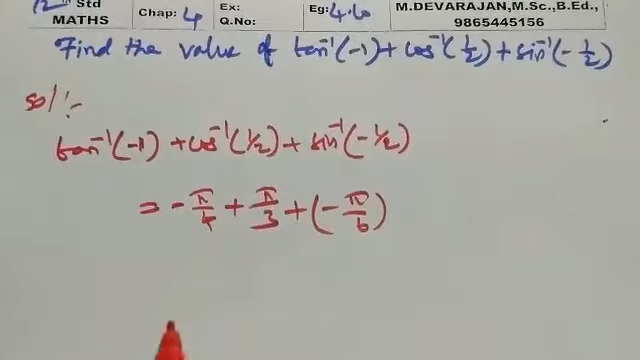 12th Std
MATHS
Chap: 4
Ex:
Q.No:
Eg: 4.6
M.DEVARAJAN,M.Sc.,B.Ed.,
9865445156
Find the value of tan⁻¹(-1) + cos⁻¹(1/2) + sin⁻¹(-1/2)
sol:-
tan⁻¹(-1) + cos⁻¹(1/2) + sin⁻¹(-1/2)
= -π/4 + π/3 + (-π/6)